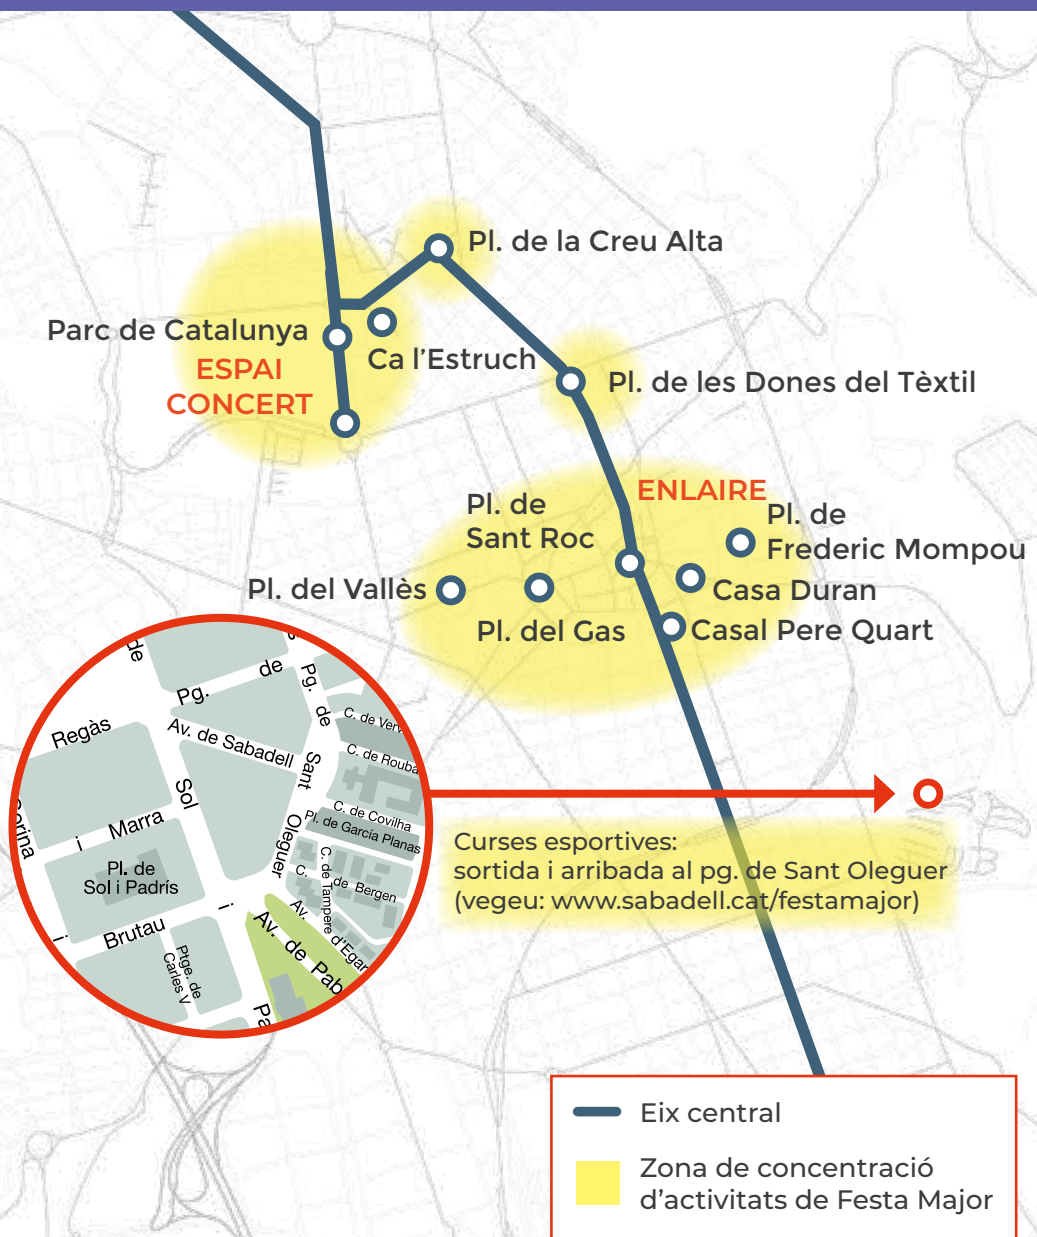 Pl. de la Creu Alta
Parc de Catalunya
ESPAI
CONCERT
Ca l'Estruch
Pl. de les Dones del Tèxtil
ENLAIRE
Pl. de
Sant Roc
Pl. de
Frederic Mompou
Pl. del Vallès
Casa Duran
Pl. del Gas
Casal Pere Quart
de
Pg. de
Pg. de Sant Oleguer
Regàs
Av. de Sabadell
C. de Rouba
C. de Covilha
Pl. de García Planas
Sol i
i Marra
Pl. de
Sol i Padrís
C. de Tampere
C. de Bergen
Av. d'Egar
i Brutau
Ptge. de
Carles V
Av. de Pab
Pa
Curses esportives:
sortida i arribada al pg. de Sant Oleguer
(vegeu: www.sabadell.cat/festamajor)
Eix central
Zona de concentració
d'activitats de Festa Major